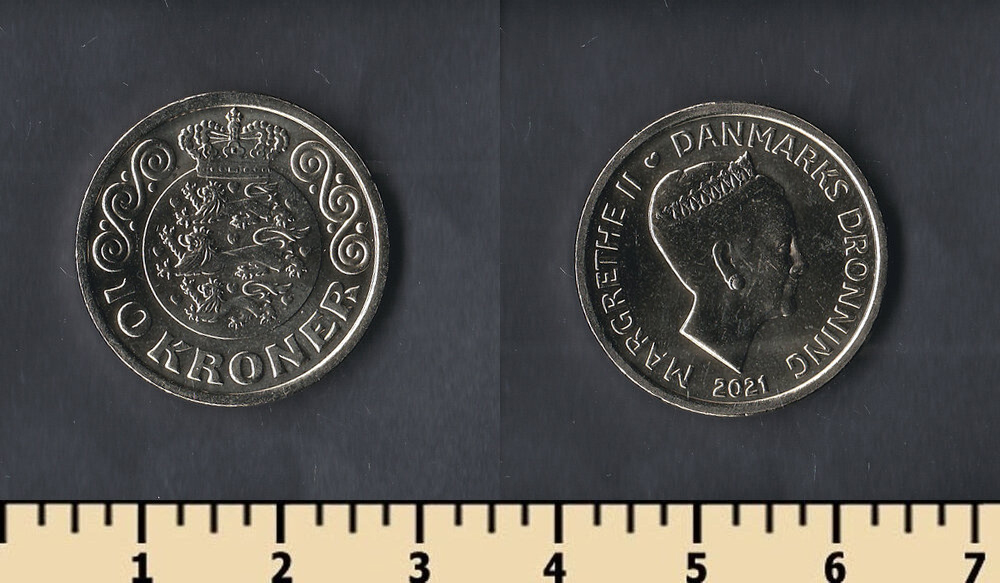 10 KRONER
MARGRETHE II ♥ DANMARKS DRONNING
2021
1 2 3 4 5 6 7